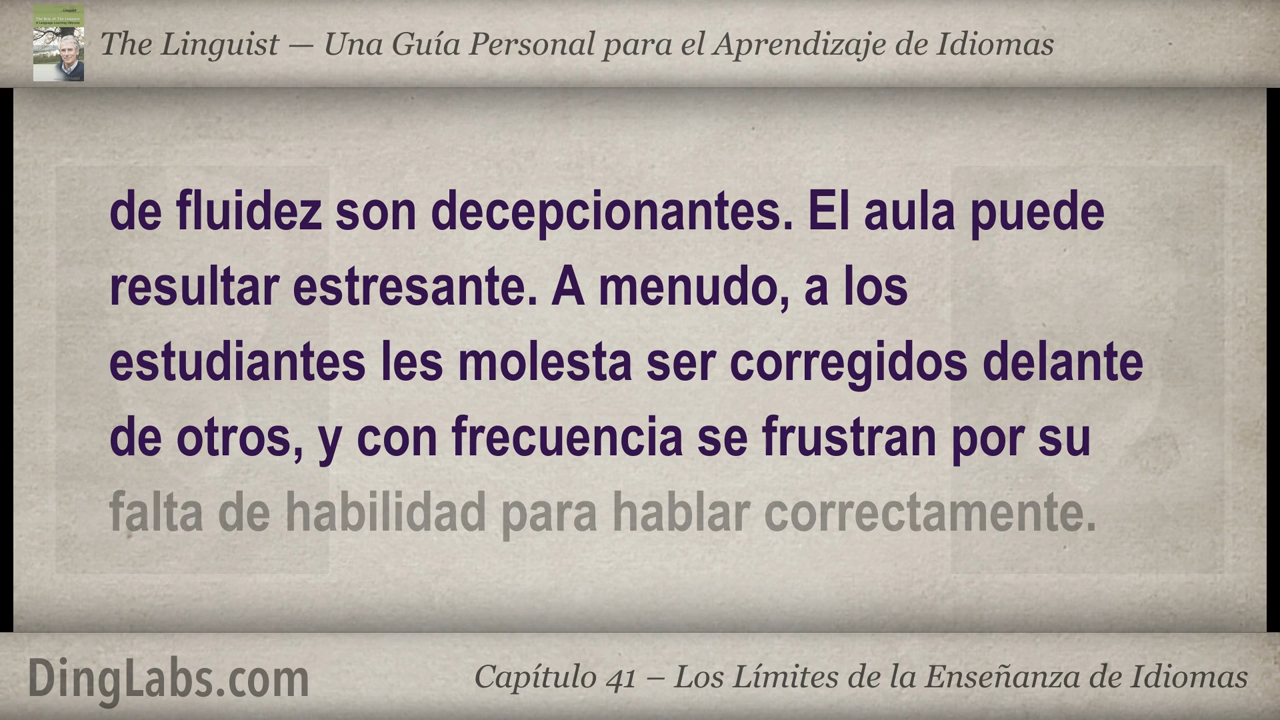 The Linguist — Una Guía Personal para el Aprendizaje de Idiomas
de fluidez son decepcionantes. El aula puede
resultar estresante. A menudo, a los
estudiantes les molesta ser corregidos delante
de otros, y con frecuencia se frustran por su
falta de habilidad para hablar correctamente.
DingLabs.com
Capítulo 41 – Los Límites de la Enseñanza de Idiomas